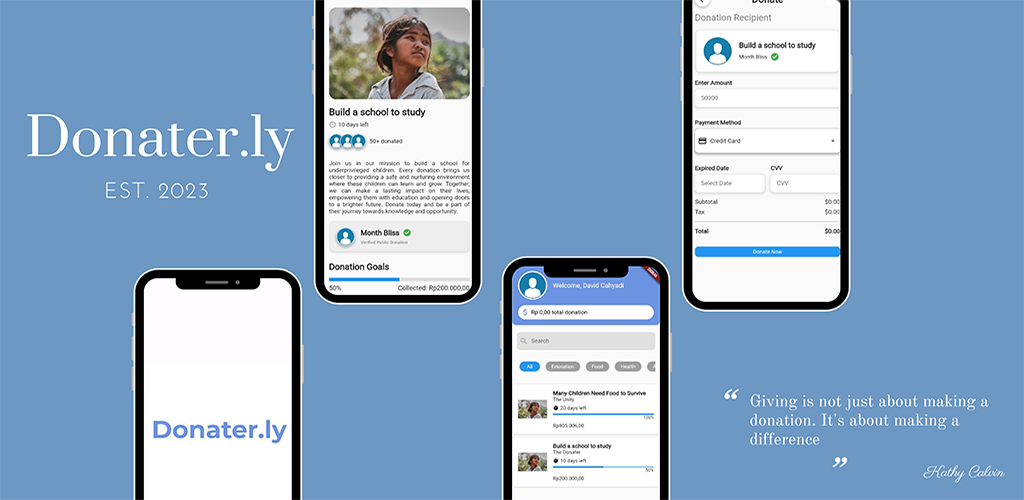 Donater.ly
EST. 2023
Build a school to study
10 days left
50+ donated
Join us in our mission to build a school for
underprivileged children. Every donation brings us
closer to providing a safe and nurturing environment
where these children can learn and grow. Together,
we can make a lasting impact on their lives,
empowering them with education and opening doors
to a brighter future. Donate today and be a part of
their journey towards knowledge and opportunity.
Month Bliss
Verified Public Donation
Donation Goals
50% Collected: Rp200.000,00
Donate
Donation Recipient
Build a school to study
Month Bliss
Enter Amount
50000
Payment Method
Credit Card
Expired Date CVV
Select Date CVV
Subtotal $0.00
Tax $0.00
Total $0.00
Donate Now
Donater.ly
Welcome, David Cahyadi
$ Rp 0,00 total donation
Search
All Education Food Health
Many Children Need Food to Survive
The Unity
20 days left
100%
Rp805.006,00
Build a school to study
The Donater
10 days left
50%
Rp200.000,00
“ Giving is not just about making a
donation. It's about making a
difference
”
Kathy Calvin